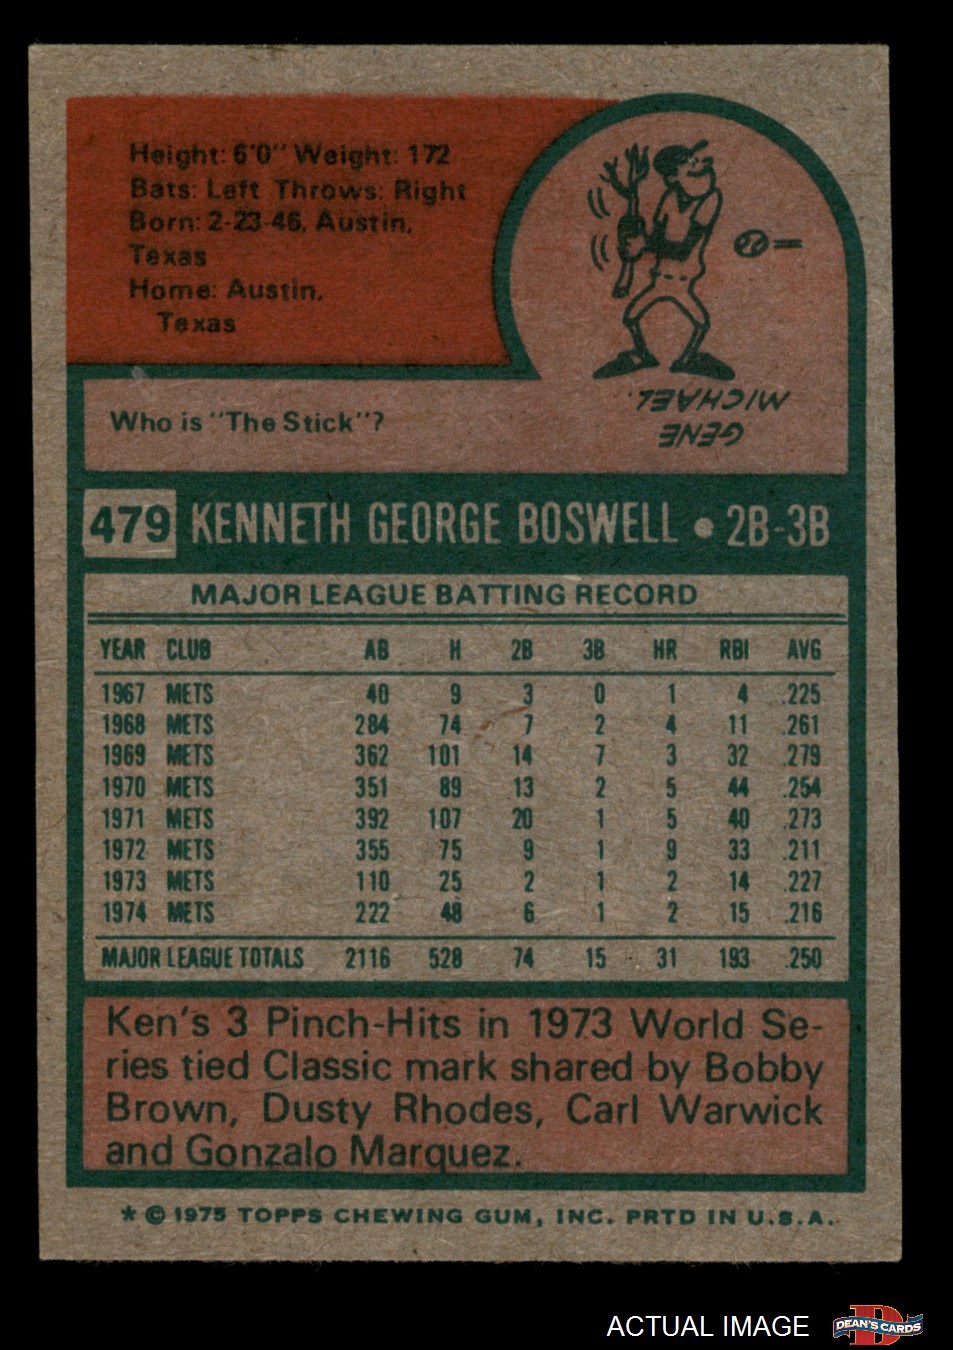 Height: 6'0" Weight: 172
Bats: Left Throws: Right
Born: 2-23-46, Austin,
Texas
Home: Austin,
Texas
Who is "The Stick"?
GENE
MICHAEL.
479 KENNETH GEORGE BOSWELL • 2B-3B
MAJOR LEAGUE BATTING RECORD
YEAR CLUB AB H 2B 3B HR RBI AVG
1967 METS 40 9 3 0 1 4 .225
1968 METS 284 74 7 2 4 11 .261
1969 METS 362 101 14 7 3 32 .279
1970 METS 351 89 13 2 5 44 .254
1971 METS 392 107 20 1 5 40 .273
1972 METS 355 75 9 1 9 33 .211
1973 METS 110 25 2 1 2 14 .227
1974 METS 222 48 6 1 2 15 .216
MAJOR LEAGUE TOTALS 2116 528 74 15 31 193 .250
Ken's 3 Pinch-Hits in 1973 World Se-
ries tied Classic mark shared by Bobby
Brown, Dusty Rhodes, Carl Warwick
and Gonzalo Marquez.
* © 1975 TOPPS CHEWING GUM, INC. PRTD IN U.S.A.
ACTUAL IMAGE
D
DEAN'S CARDS